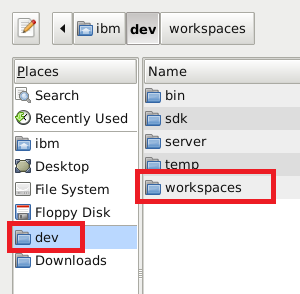 ibm dev workspaces
Places
Search
Recently Used
ibm
Desktop
File System
Floppy Disk
dev
Downloads
Name
bin
sdk
server
temp
workspaces